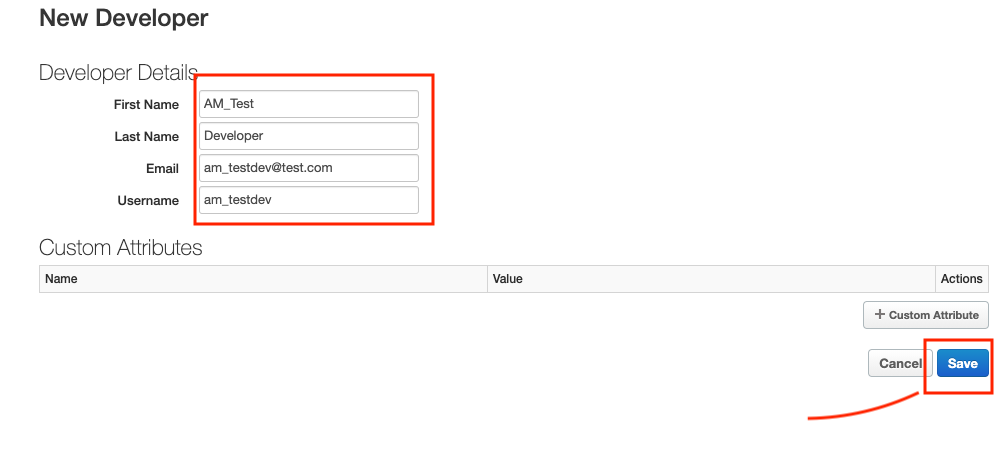 New Developer
Developer Details
First Name AM_Test
Last Name Developer
Email am_testdev@test.com
Username am_testdev
Custom Attributes
Name Value Actions
+ Custom Attribute
Cancel Save